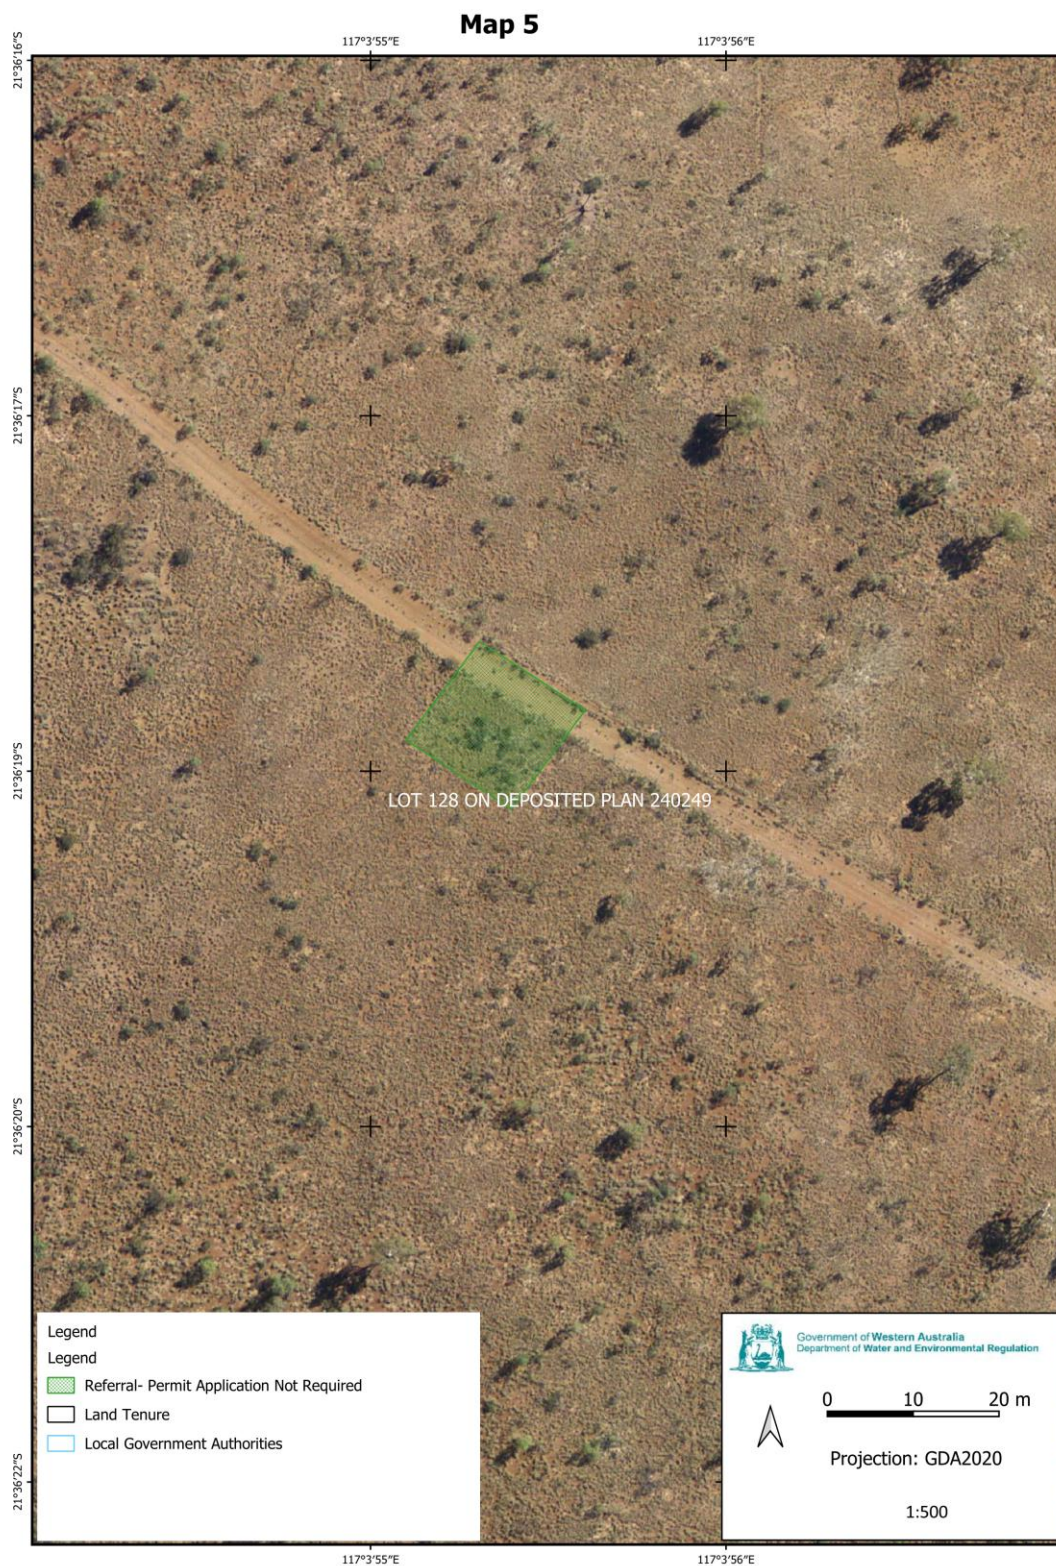 Map 5
117°3'55"E
117°3'56"E
21°36'16"S
21°36'17"S
21°36'19"S
LOT 128 ON DEPOSITED PLAN 240249
21°36'20"S
21°36'22"S
Legend
Legend
Referral- Permit Application Not Required
Land Tenure
Local Government Authorities
Government of Western Australia
Department of Water and Environmental Regulation
0 10 20 m
Projection: GDA2020
1:500
117°3'55"E
117°3'56"E